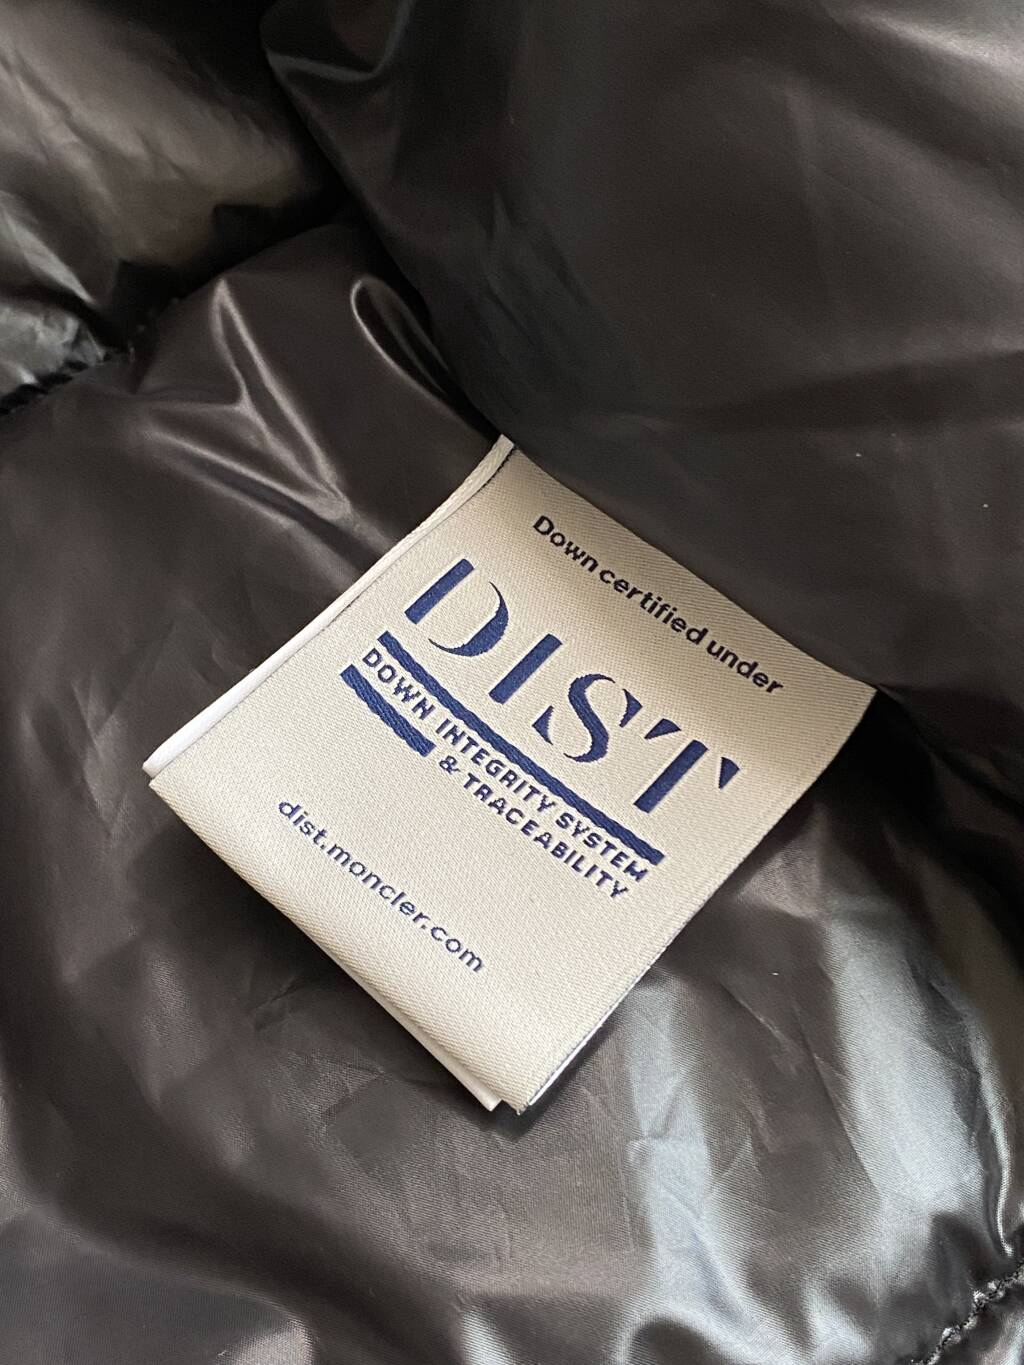 Down certified under
DIST
DOWN INTEGRITY SYSTEM
& TRACEABILITY
dist.moncler.com